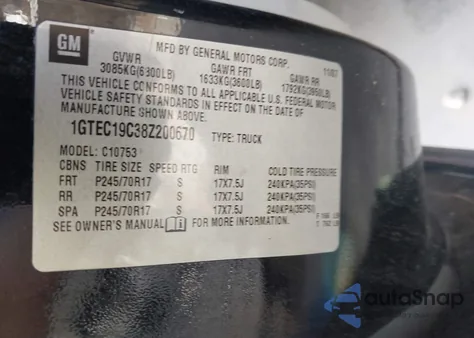 GM
MFD BY GENERAL MOTORS CORP.
11/07
GVWR GAWR FRT GAWR RR
3085KG(6800LB) 1633KG(3600LB) 1792KG(3950LB)
THIS VEHICLE CONFORMS TO ALL APPLICABLE U.S. FEDERAL MOTOR
VEHICLE SAFETY STANDARDS IN EFFECT ON THE DATE OF
MANUFACTURE SHOWN ABOVE.
1GTEC19C38Z200670 TYPE: TRUCK
MODEL: C10753
CBNS TIRE SIZE SPEED RTG RIM COLD TIRE PRESSURE
FRT P245/70R17 S 17X7.5J 240KPA(35PSI)
RR P245/70R17 S 17X7.5J 240KPA(35PSI)
SPA P245/70R17 S 17X7.5J 240KPA(35PSI)
SEE OWNER'S MANUAL
autoSnap